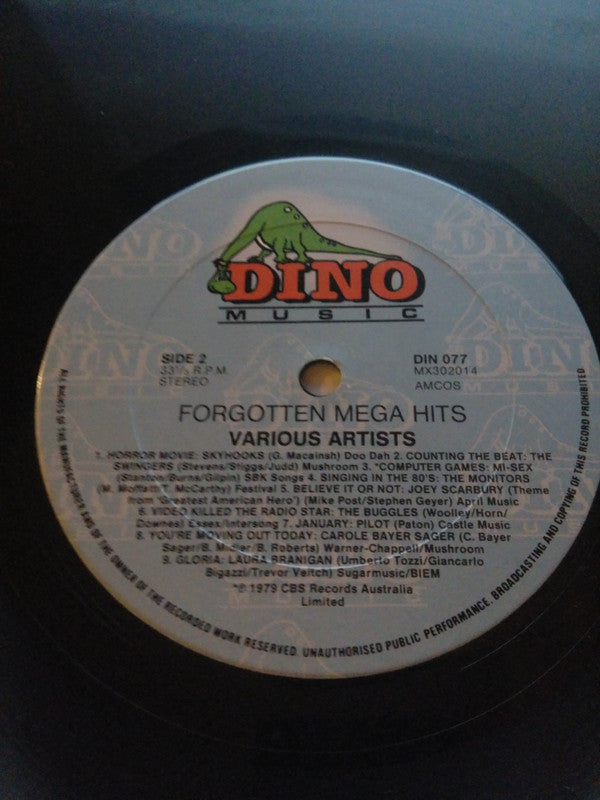 DINO
MUSIC
SIDE 2
33⅓ R.P.M.
STEREO
DIN 077
MX302014
AMCOS
FORGOTTEN MEGA HITS
VARIOUS ARTISTS
1. HORROR MOVIE: SKYHOOKS (G. Macainsh) Doo Dah 2. COUNTING THE BEAT: THE
SWINGERS (Stevens/Stiggs/Judd) Mushroom 3. *COMPUTER GAMES: MI-SEX
(Stanton/Burns/Gilpin) SBK Songs 4. SINGING IN THE 80'S: THE MONITORS
(M. Moffatt T. McCarthy) Festival 5. BELIEVE IT OR NOT: JOEY SCARBURY (Theme
from 'Greatest American Hero') (Mike Post/Stephen Geyer) April Music
6. VIDEO KILLED THE RADIO STAR: THE BUGGLES (Woolley/Horn/
Downes) Essex/Intersong 7. JANUARY: PILOT (Paton) Castle Music
8. YOU'RE MOVING OUT TODAY: CAROLE BAYER SAGER (C. Bayer
Sager/B. Midler/B. Roberts) Warner-Chappell/Mushroom
9. GLORIA: LAURA BRANIGAN (Umberto Tozzi/Giancarlo
Bigazzi/Trevor Veitch) Sugarmusic/BIEM
*℗ 1979 CBS Records Australia
Limited
ALL RIGHTS OF THE OWNER OF THE RECORDED WORK RESERVED. UNAUTHORISED PUBLIC PERFORMANCE, BROADCASTING AND COPYING OF THIS RECORD PROHIBITED